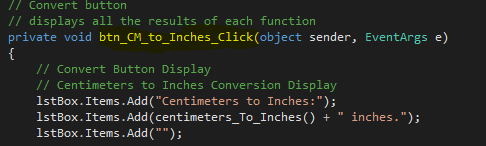 // Convert button
// displays all the results of each function
private void btn_CM_to_Inches_Click(object sender, EventArgs e)
{
// Convert Button Display
// Centimeters to Inches Conversion Display
lstBox.Items.Add("Centimeters to Inches:");
lstBox.Items.Add(centimeters_To_Inches() + " inches.");
lstBox.Items.Add("");